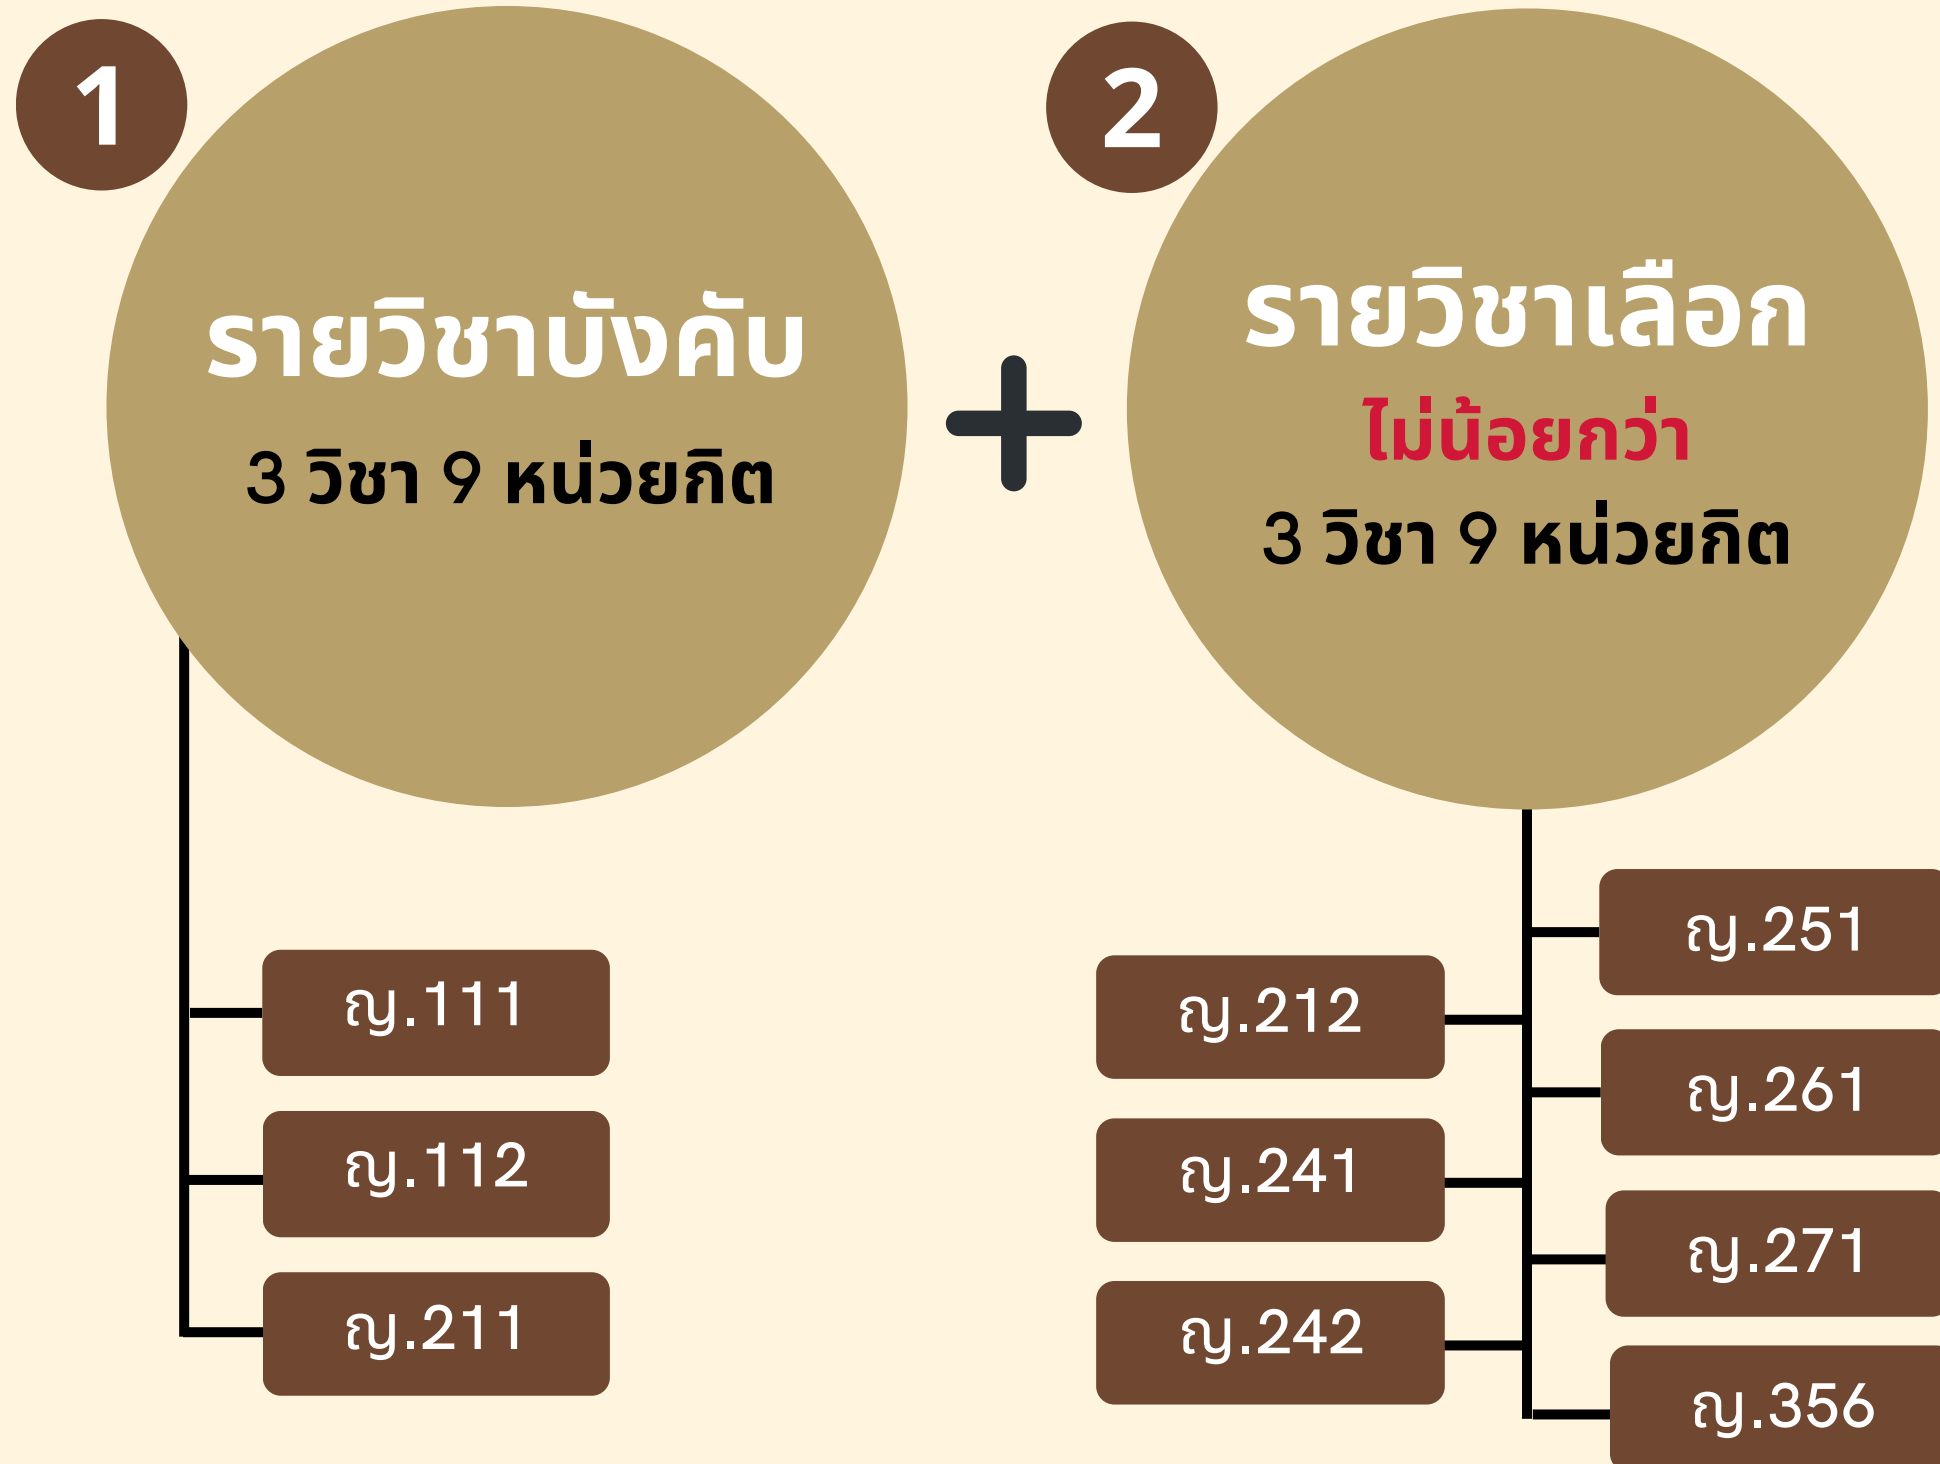 1
รายวิชาบังคับ
3 วิชา 9 หน่วยกิต
2
รายวิชาเลือก
ไม่น้อยกว่า
3 วิชา 9 หน่วยกิต
ญ.111
ญ.112
ญ.211
ญ.212
ญ.241
ญ.242
ญ.251
ญ.261
ญ.271
ญ.356